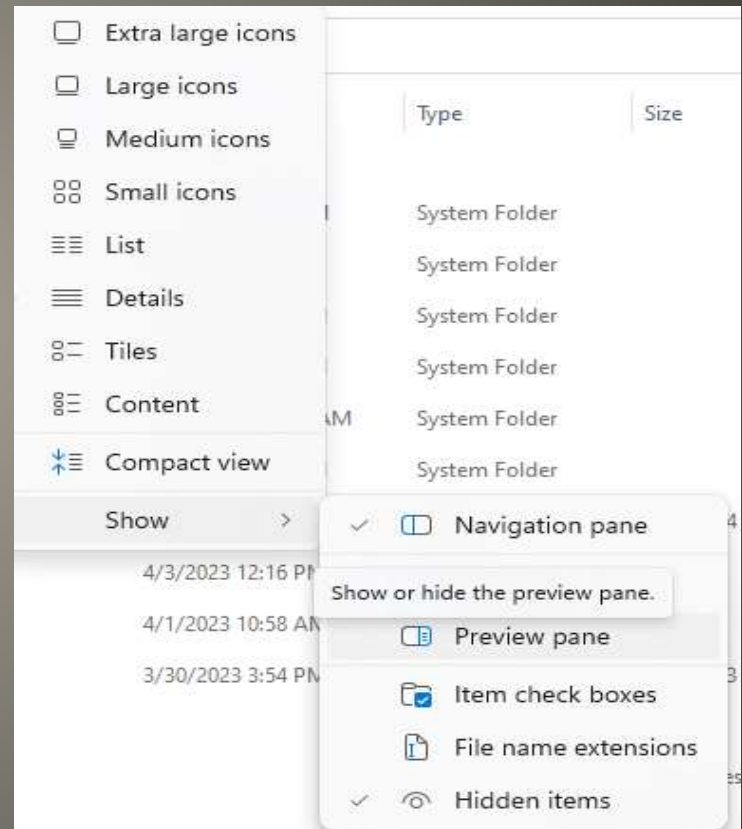 Extra large icons
Large icons
Type Size
Medium icons
Small icons
System Folder
List
System Folder
Details
System Folder
Tiles
System Folder
Content
AM System Folder
Compact view
System Folder
Show
Navigation pane
4/3/2023 12:16 PM
Show or hide the preview pane.
4/1/2023 10:58 AM
Preview pane
3/30/2023 3:54 PM
Item check boxes
File name extensions
Hidden items